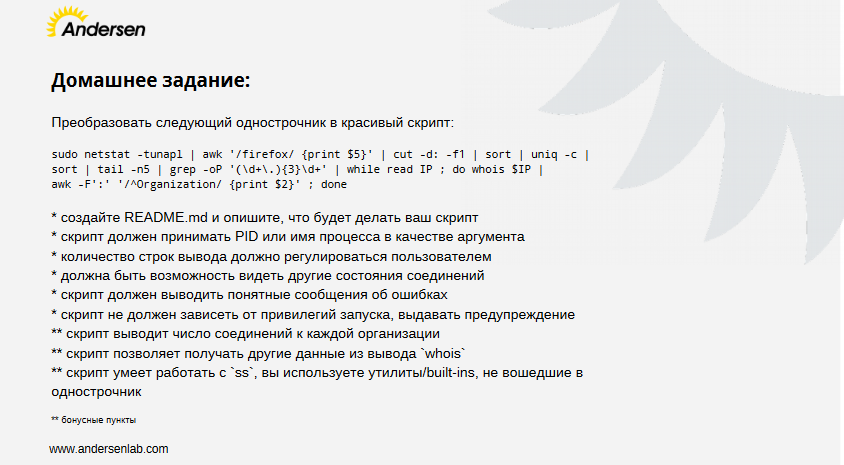 Andersen
Домашнее задание:
Преобразовать следующий однострочник в красивый скрипт:
sudo netstat -tunapl | awk '/firefox/ {print $5}' | cut -d: -f1 | sort | uniq -c |
sort | tail -n5 | grep -oP '(\d+\.){3}\d+' | while read IP ; do whois $IP |
awk -F':' '/^Organization/ {print $2}' ; done
* создайте README.md и опишите, что будет делать ваш скрипт
* скрипт должен принимать PID или имя процесса в качестве аргумента
* количество строк вывода должно регулироваться пользователем
* должна быть возможность видеть другие состояния соединений
* скрипт должен выводить понятные сообщения об ошибках
* скрипт не должен зависеть от привилегий запуска, выдавать предупреждение
** скрипт выводит число соединений к каждой организации
** скрипт позволяет получать другие данные из вывода `whois`
** скрипт умеет работать с `ss`, вы используете утилиты/built-ins, не вошедшие в
однострочник
** бонусные пункты
www.andersenlab.com